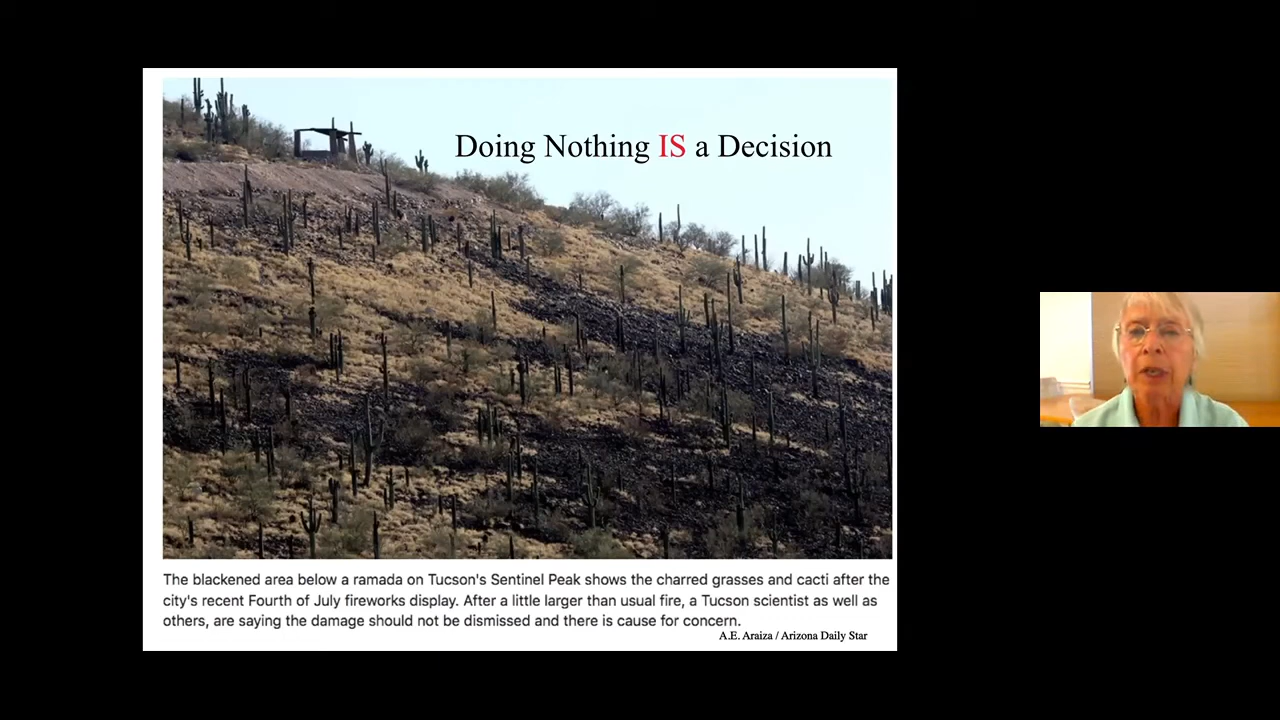 Doing Nothing IS a Decision
The blackened area below a ramada on Tucson's Sentinel Peak shows the charred grasses and cacti after the
city's recent Fourth of July fireworks display. After a little larger than usual fire, a Tucson scientist as well as
others, are saying the damage should not be dismissed and there is cause for concern.
A.E. Araiza / Arizona Daily Star